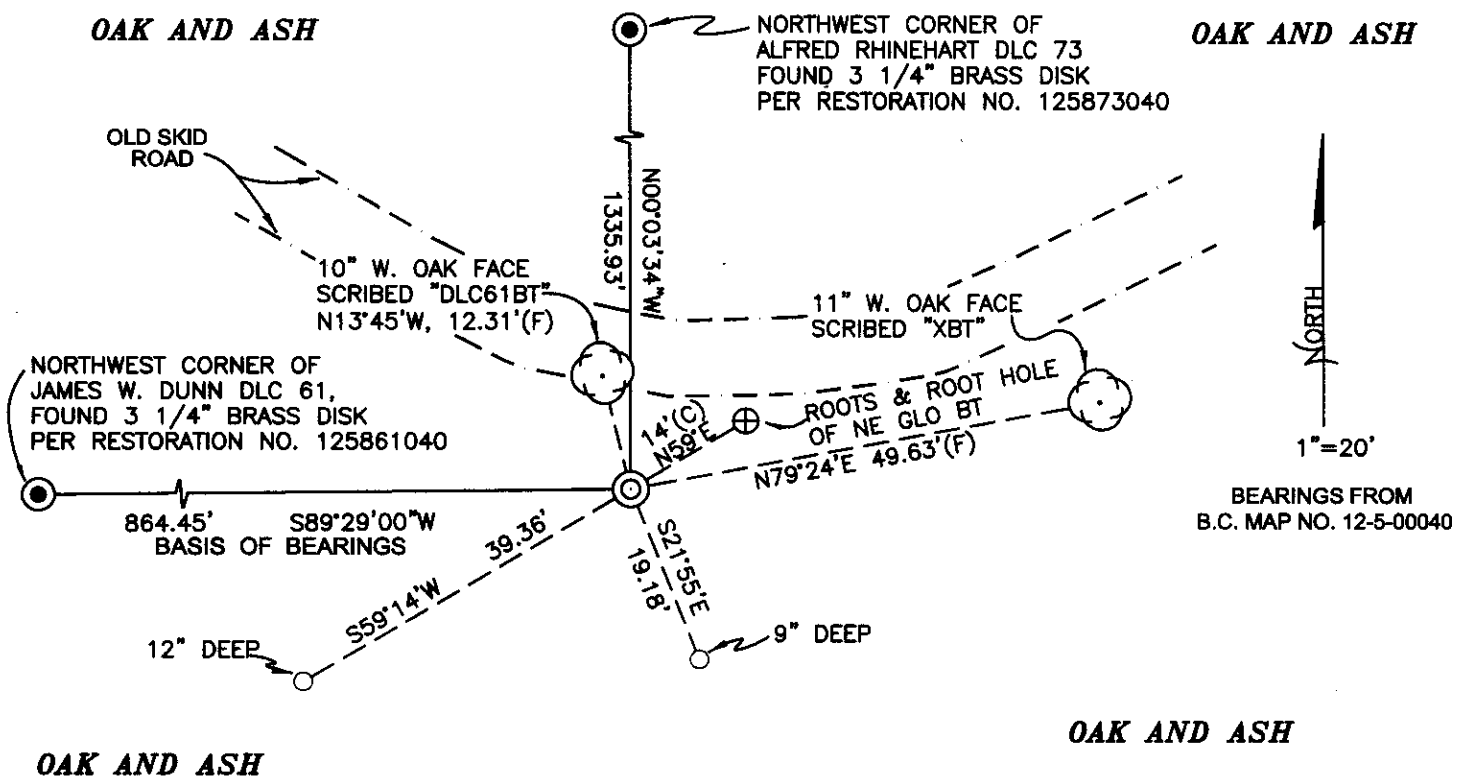 OAK AND ASH
NORTHWEST CORNER OF
ALFRED RHINEHART DLC 73
FOUND 3 1/4" BRASS DISK
PER RESTORATION NO. 125873040
OAK AND ASH
OLD SKID
ROAD
N00°03'34"W
1335.93'
10" W. OAK FACE
SCRIBED "DLC61BT"
N13°45'W, 12.31'(F)
11" W. OAK FACE
SCRIBED "XBT"
NORTH
NORTHWEST CORNER OF
JAMES W. DUNN DLC 61,
FOUND 3 1/4" BRASS DISK
PER RESTORATION NO. 125861040
14'(C)
N59°E
ROOTS & ROOT HOLE
OF NE GLO BT
N79°24'E 49.63'(F)
1"=20'
BEARINGS FROM
B.C. MAP NO. 12-5-00040
864.45' S89°29'00"W
BASIS OF BEARINGS
39.36'
S59°14'W
S21°55'E
19.18'
12" DEEP
9" DEEP
OAK AND ASH
OAK AND ASH